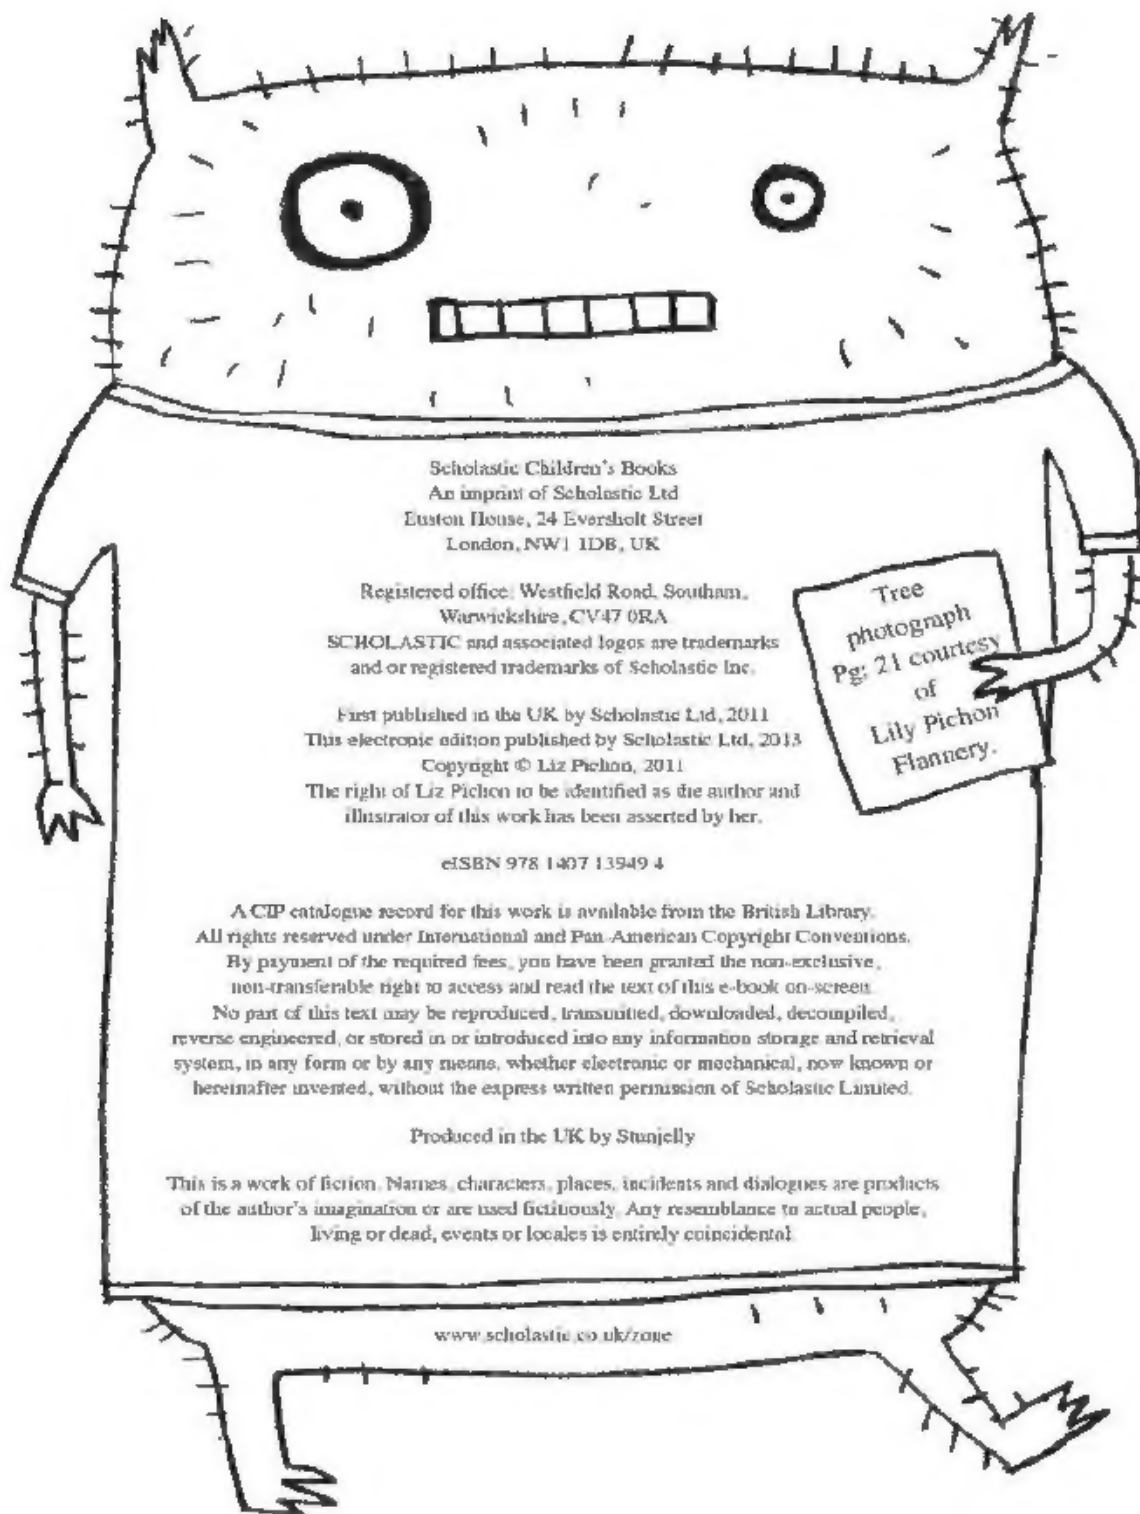 Scholastic Children's Books
An imprint of Scholastic Ltd
Euston House, 24 Eversholt Street
London, NW1 1DB, UK
Registered office: Westfield Road, Southam,
Warwickshire, CV47 0RA
SCHOLASTIC and associated logos are trademarks
and or registered trademarks of Scholastic Inc.
First published in the UK by Scholastic Ltd, 2011
This electronic edition published by Scholastic Ltd, 2013
Copyright © Liz Pichon, 2011
The right of Liz Pichon to be identified as the author and
illustrator of this work has been asserted by her.
Tree
photograph
Pg: 21 courtesy
of
Lily Pichon
Flannery.
eISBN 978 1407 13949 4
A CIP catalogue record for this work is available from the British Library.
All rights reserved under International and Pan-American Copyright Conventions.
By payment of the required fees, you have been granted the non-exclusive,
non-transferable right to access and read the text of this e-book on-screen.
No part of this text may be reproduced, transmitted, downloaded, decompiled,
reverse engineered, or stored in or introduced into any information storage and retrieval
system, in any form or by any means, whether electronic or mechanical, now known or
hereinafter invented, without the express written permission of Scholastic Limited.
Produced in the UK by Stunjelly
This is a work of fiction. Names, characters, places, incidents and dialogues are products
of the author's imagination or are used fictitiously. Any resemblance to actual people,
living or dead, events or locales is entirely coincidental.
www.scholastic.co.uk/zone